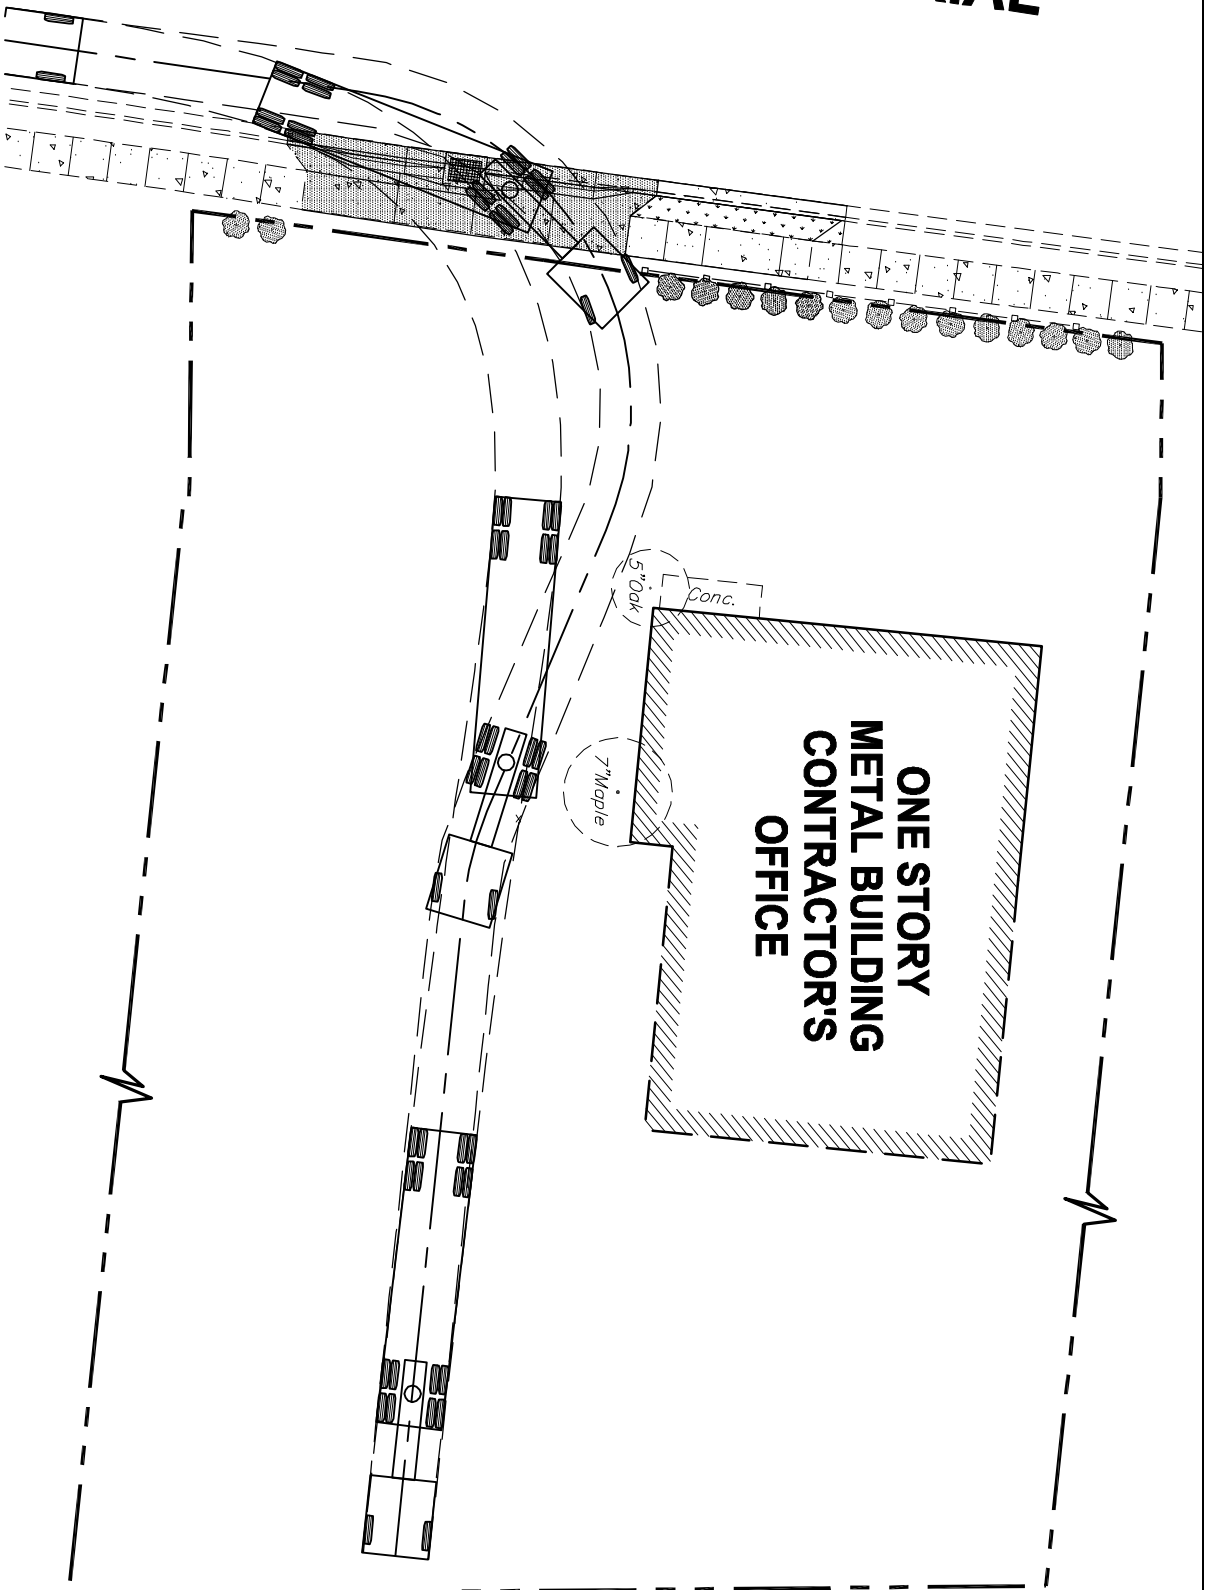 5"Oak
Conc.
7"Maple
ONE STORY
METAL BUILDING
CONTRACTOR'S
OFFICE